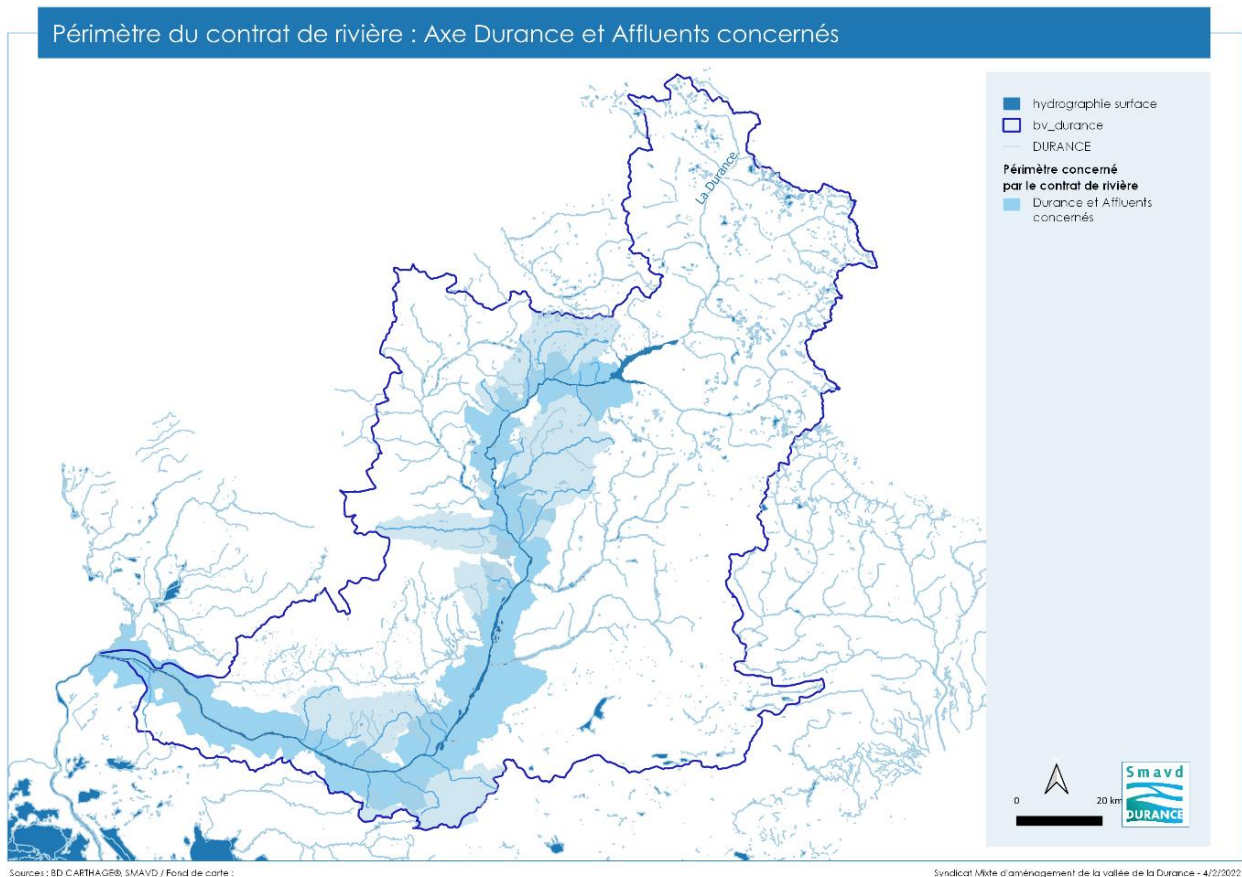 Périmètre du contrat de rivière : Axe Durance et Affluents concernés
hydrographie surface
bv_durance
DURANCE
Périmètre concerné
par le contrat de rivière
Durance et Affluents
concernés
La Durance
0 20 km
Smavd
DURANCE
Sources : BD CARTHAGE®, SMAVD / Fond de carte :
Syndicat Mixte d'aménagement de la vallée de la Durance - 4/2/2022